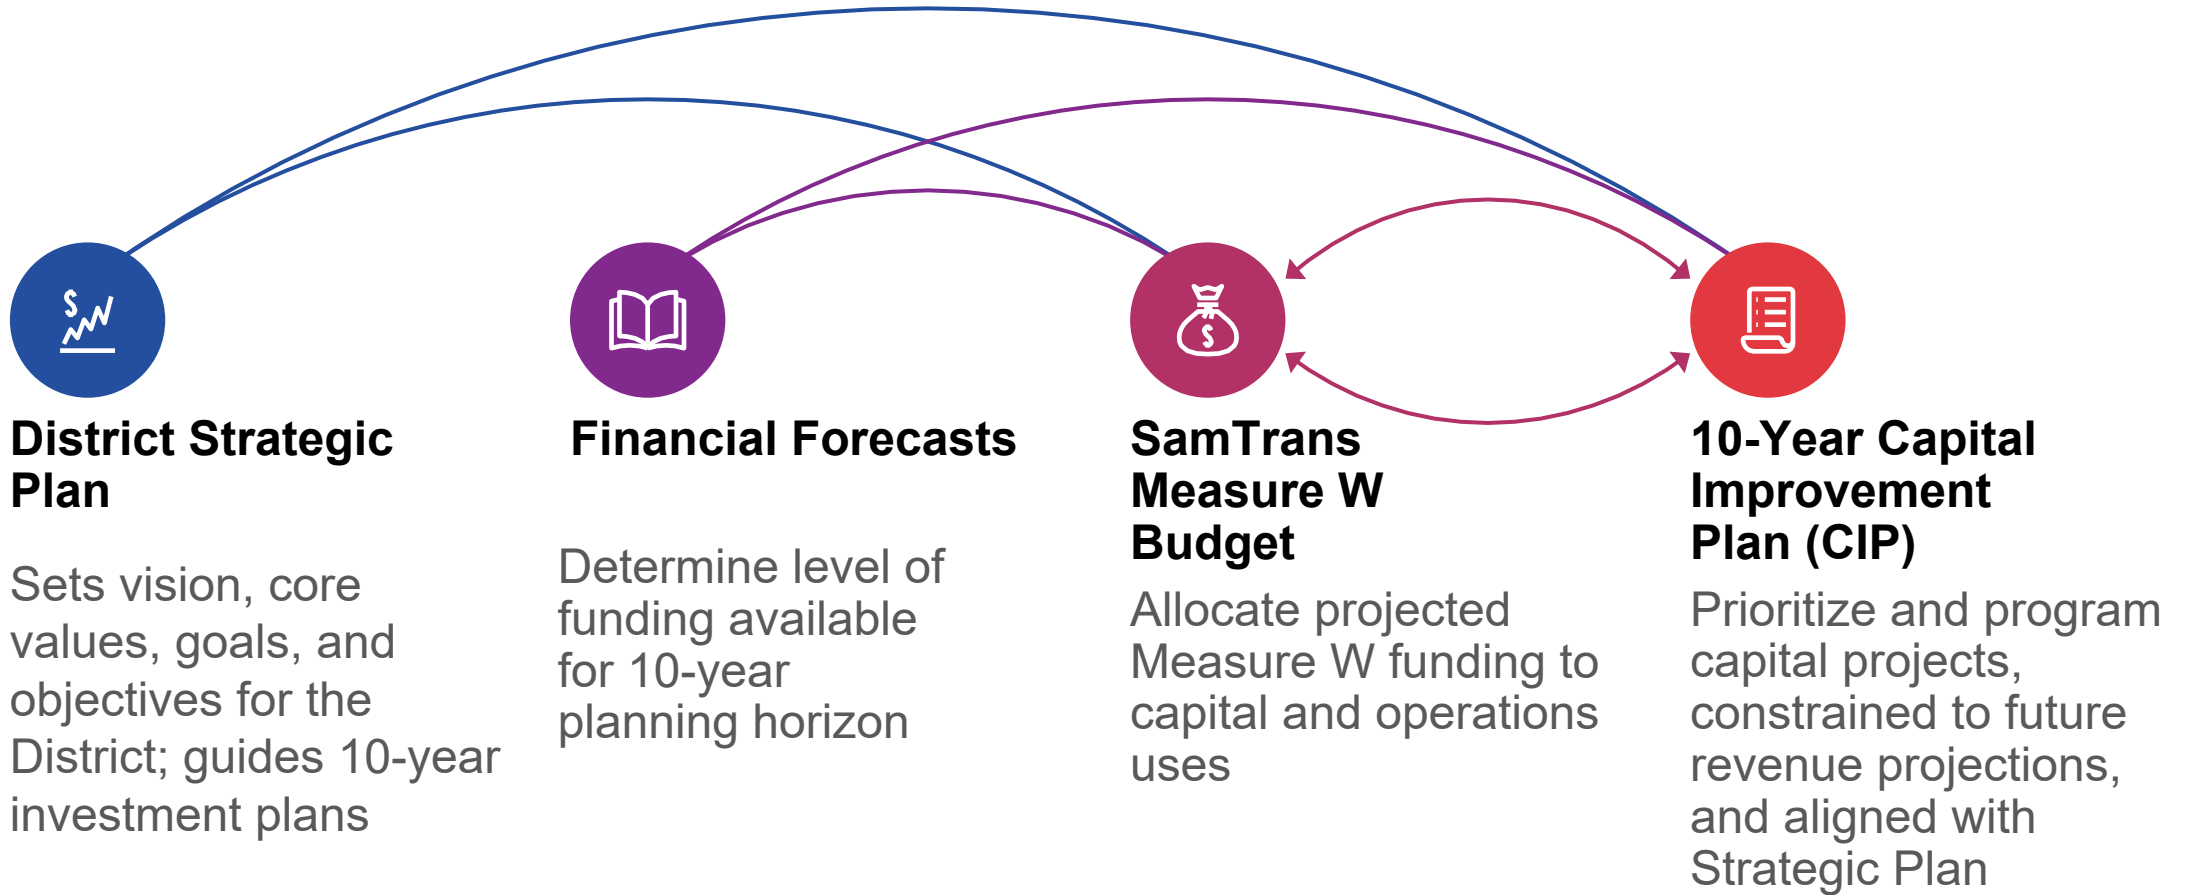 District Strategic
Plan
Sets vision, core
values, goals, and
objectives for the
District; guides 10-year
investment plans
Financial Forecasts
Determine level of
funding available
for 10-year
planning horizon
SamTrans
Measure W
Budget
Allocate projected
Measure W funding to
capital and operations
uses
10-Year Capital
Improvement
Plan (CIP)
Prioritize and program
capital projects,
constrained to future
revenue projections,
and aligned with
Strategic Plan